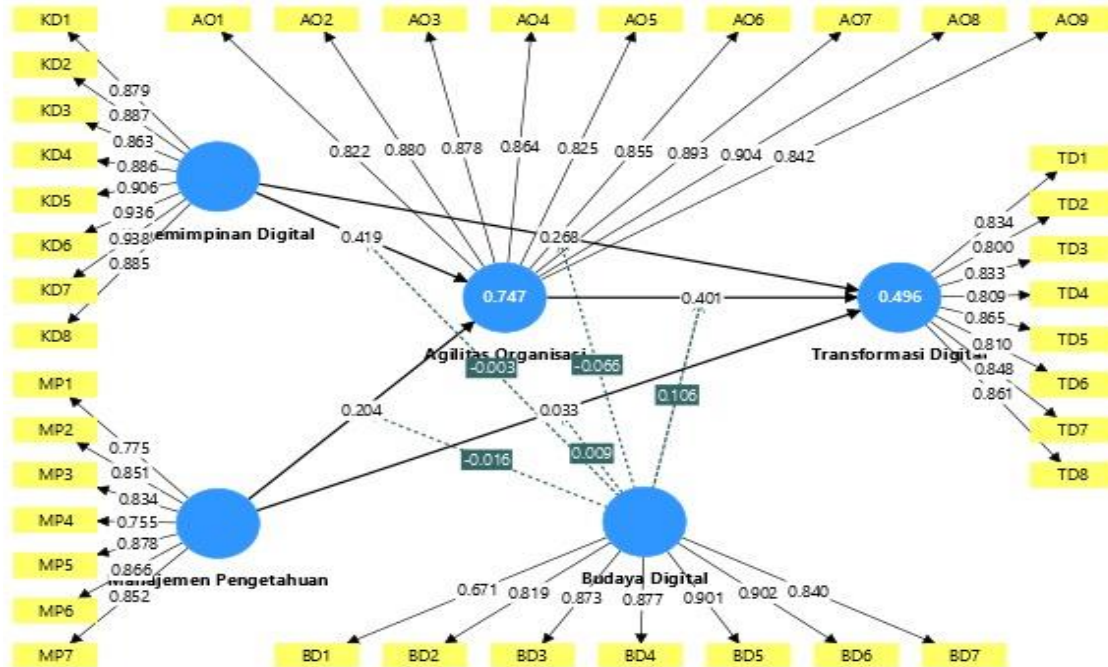 KD1 AO1 AO2 AO3 AO4 AO5 AO6 AO7 AO8 AO9
KD2
KD3
KD4
KD5
KD6
KD7
KD8
0.879
0.887
0.863
0.886
0.906
0.936
0.938
0.885
emimpinan Digital
0.822 0.880 0.878 0.864 0.825 0.855 0.893 0.904 0.842
0.419
0.268
0.747
0.401
0.496
Agilitas Organisasi
Transformasi Digital
TD1
TD2
TD3
TD4
TD5
TD6
TD7
TD8
0.834
0.800
0.833
0.809
0.865
0.810
0.848
0.861
-0.003
-0.066
0.106
0.204
0.033
-0.016
0.009
MP1
MP2
MP3
MP4
MP5
MP6
MP7
0.775
0.851
0.834
0.755
0.878
0.866
0.852
Manajemen Pengetahuan
Budaya Digital
0.671 0.819 0.873 0.877 0.901 0.902 0.840
BD1 BD2 BD3 BD4 BD5 BD6 BD7